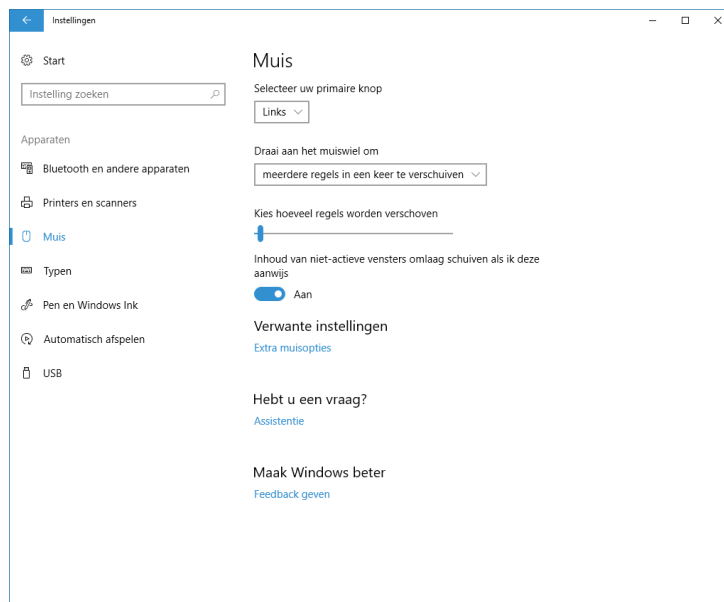 Instellingen
Start
Instelling zoeken
Apparaten
Bluetooth en andere apparaten
Printers en scanners
Muis
Typen
Pen en Windows Ink
Automatisch afspelen
USB
Muis
Selecteer uw primaire knop
Links
Draai aan het muiswiel om
meerdere regels in een keer te verschuiven
Kies hoeveel regels worden verschoven
Inhoud van niet-actieve vensters omlaag schuiven als ik deze
aanwijs
Aan
Verwante instellingen
Extra muisopties
Hebt u een vraag?
Assistentie
Maak Windows beter
Feedback geven